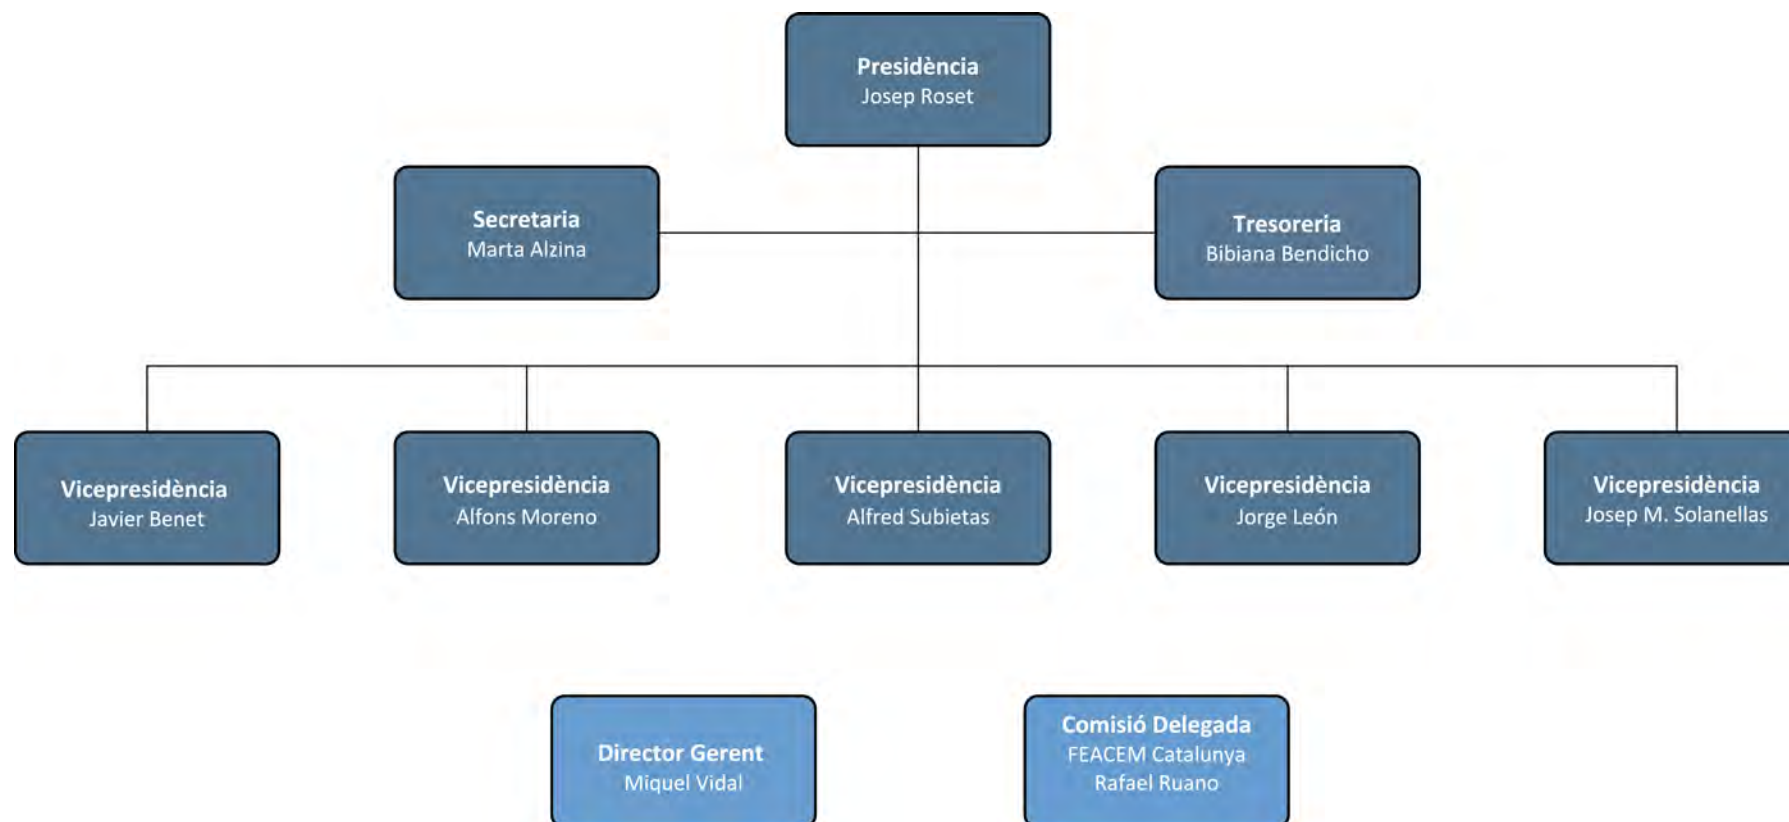 Presidència
Josep Roset
Secretaria
Marta Alzina
Tresoreria
Bibiana Bendicho
Vicepresidència
Javier Benet
Vicepresidència
Alfons Moreno
Vicepresidència
Alfred Subietas
Vicepresidència
Jorge León
Vicepresidència
Josep M. Solanellas
Director Gerent
Miquel Vidal
Comisió Delegada
FEACEM Catalunya
Rafael Ruano